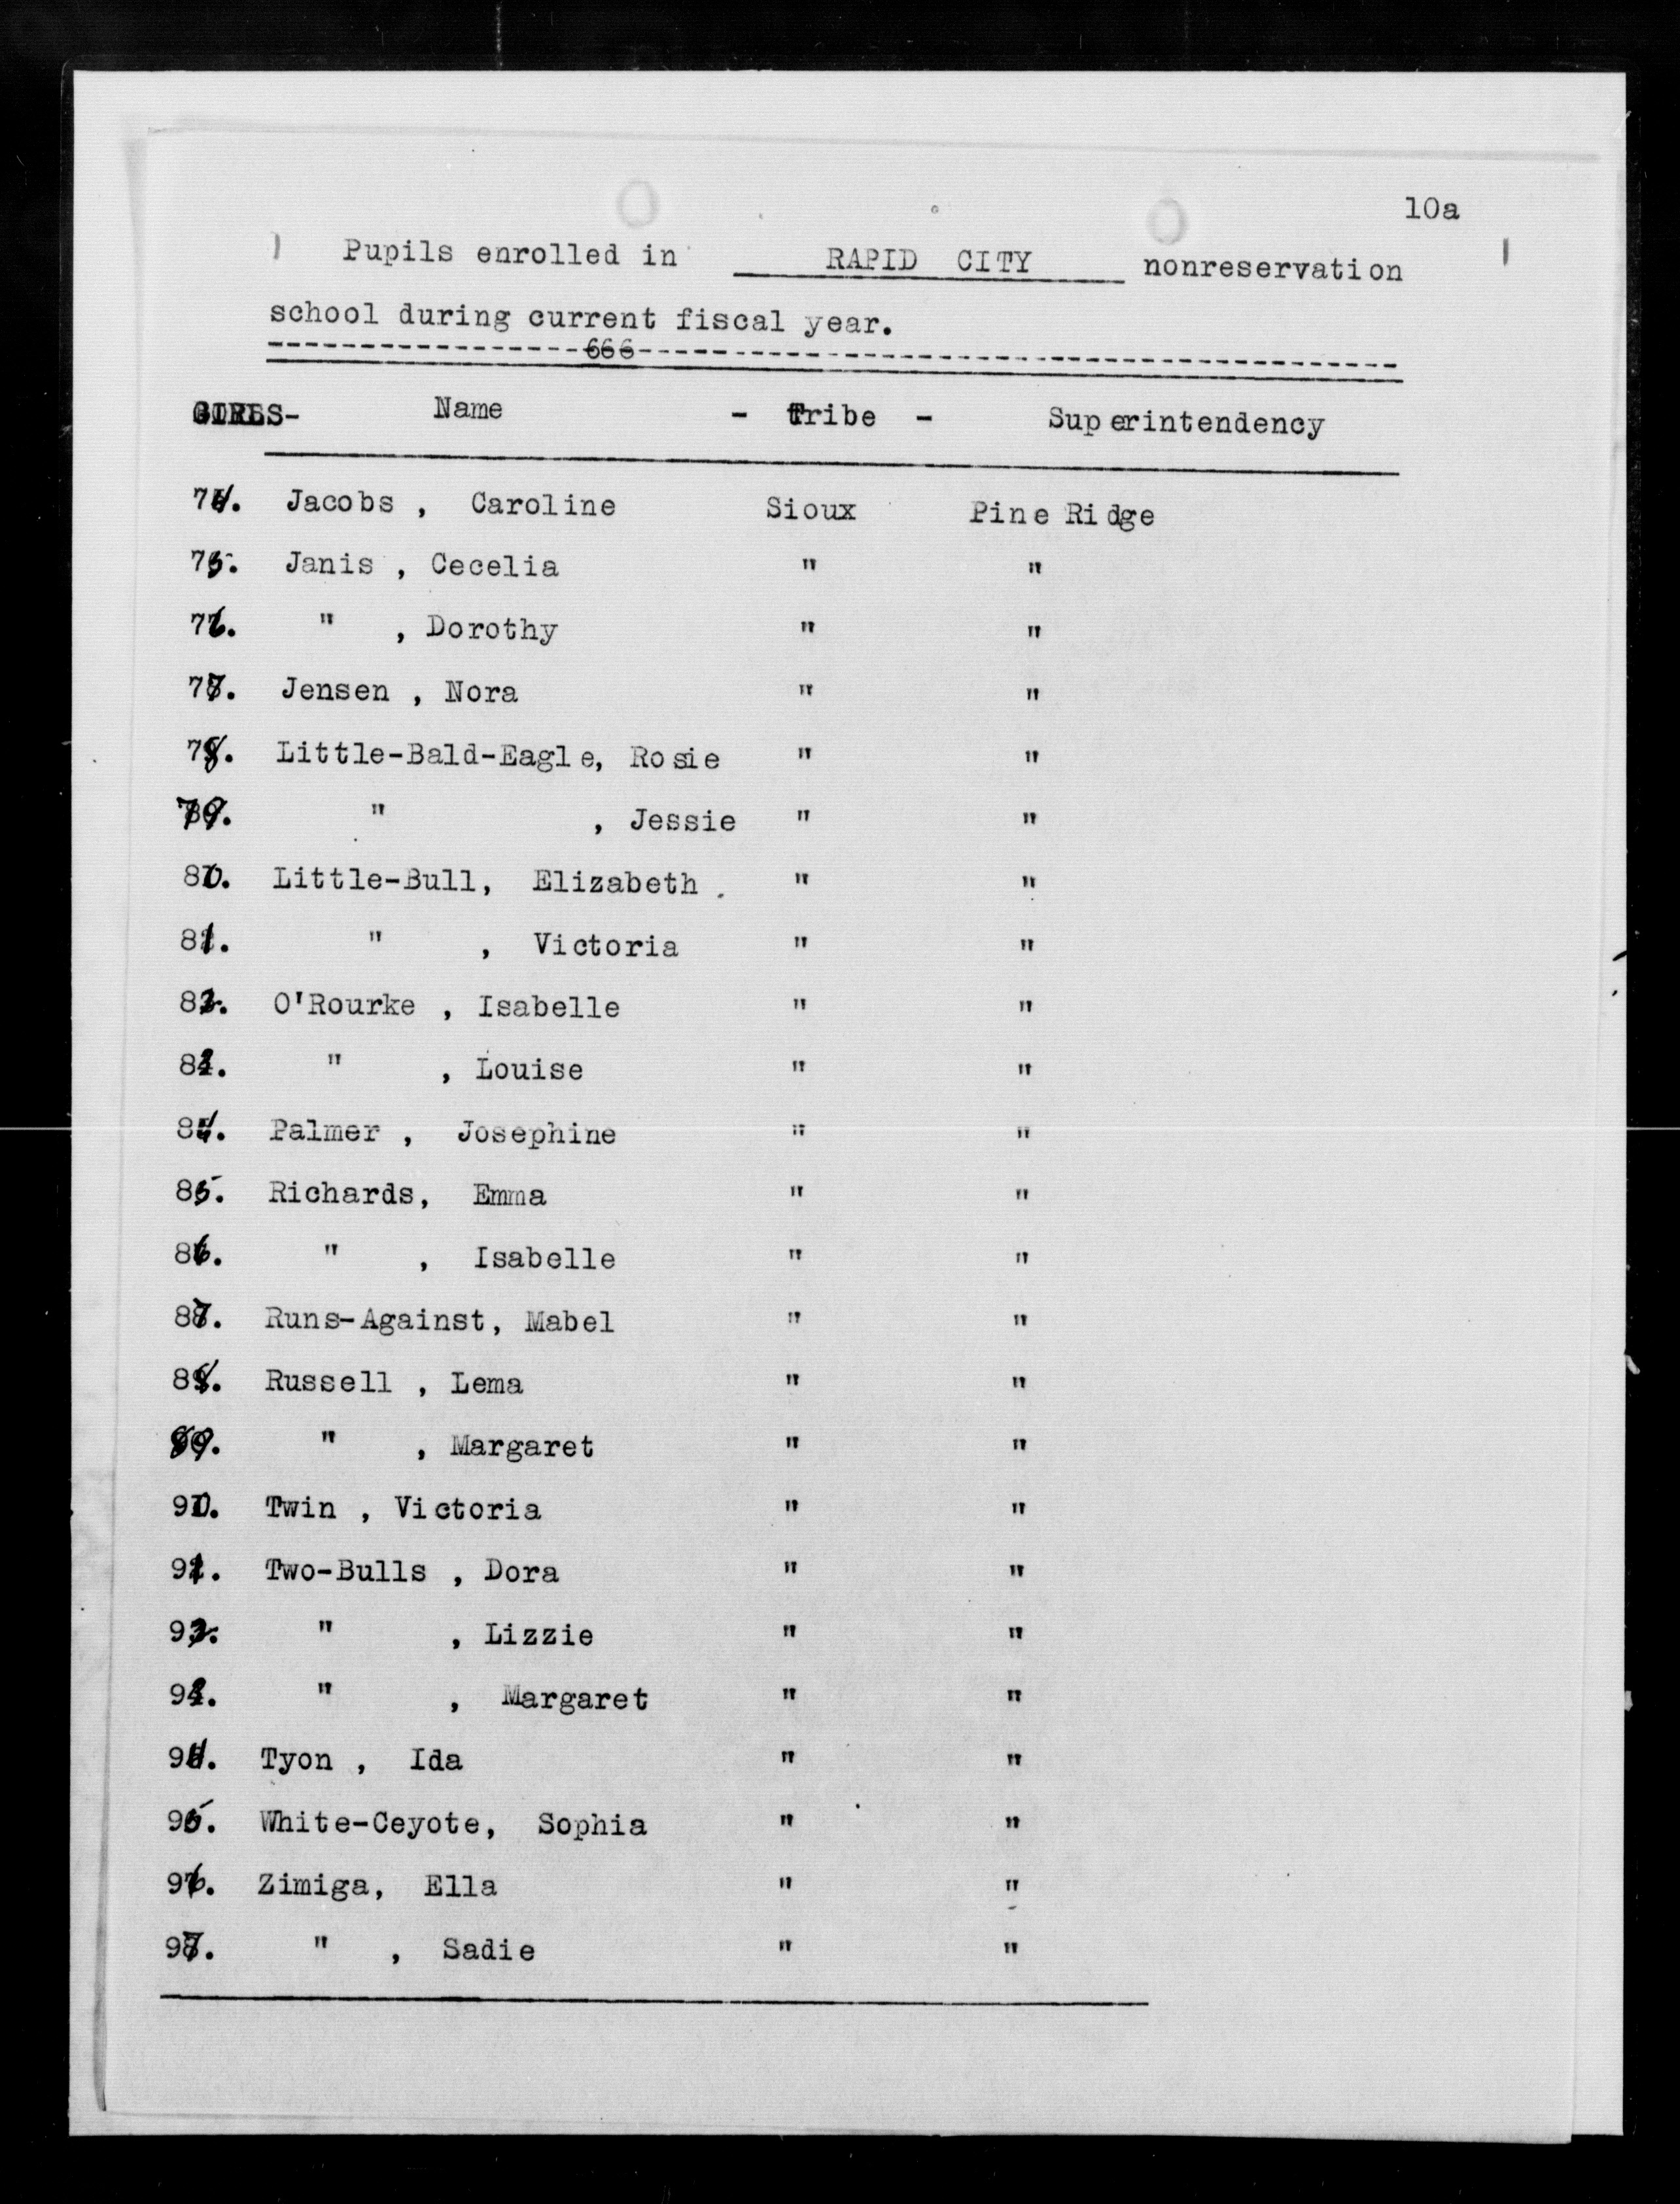 10a
Pupils enrolled in RAPID CITY nonreservation
school during current fiscal year.
-----------------666-----------------------------------------
GIRLS- Name - Tribe - Superintendency
74. Jacobs , Caroline Sioux Pine Ridge
75. Janis , Cecelia " "
76. " , Dorothy " "
77. Jensen , Nora " "
78. Little-Bald-Eagle, Rosie " "
79. " , Jessie " "
80. Little-Bull, Elizabeth . " "
81. " , Victoria " "
82. O'Rourke , Isabelle " "
83. " , Louise " "
84. Palmer , Josephine " "
85. Richards, Emma " "
86. " , Isabelle " "
87. Runs-Against, Mabel " "
88. Russell , Lema " "
89. " , Margaret " "
90. Twin , Victoria " "
91. Two-Bulls , Dora " "
92. " , Lizzie " "
93. " , Margaret " "
94. Tyon , Ida " "
95. White-Ceyote, Sophia " "
96. Zimiga, Ella " "
97. " , Sadie " "